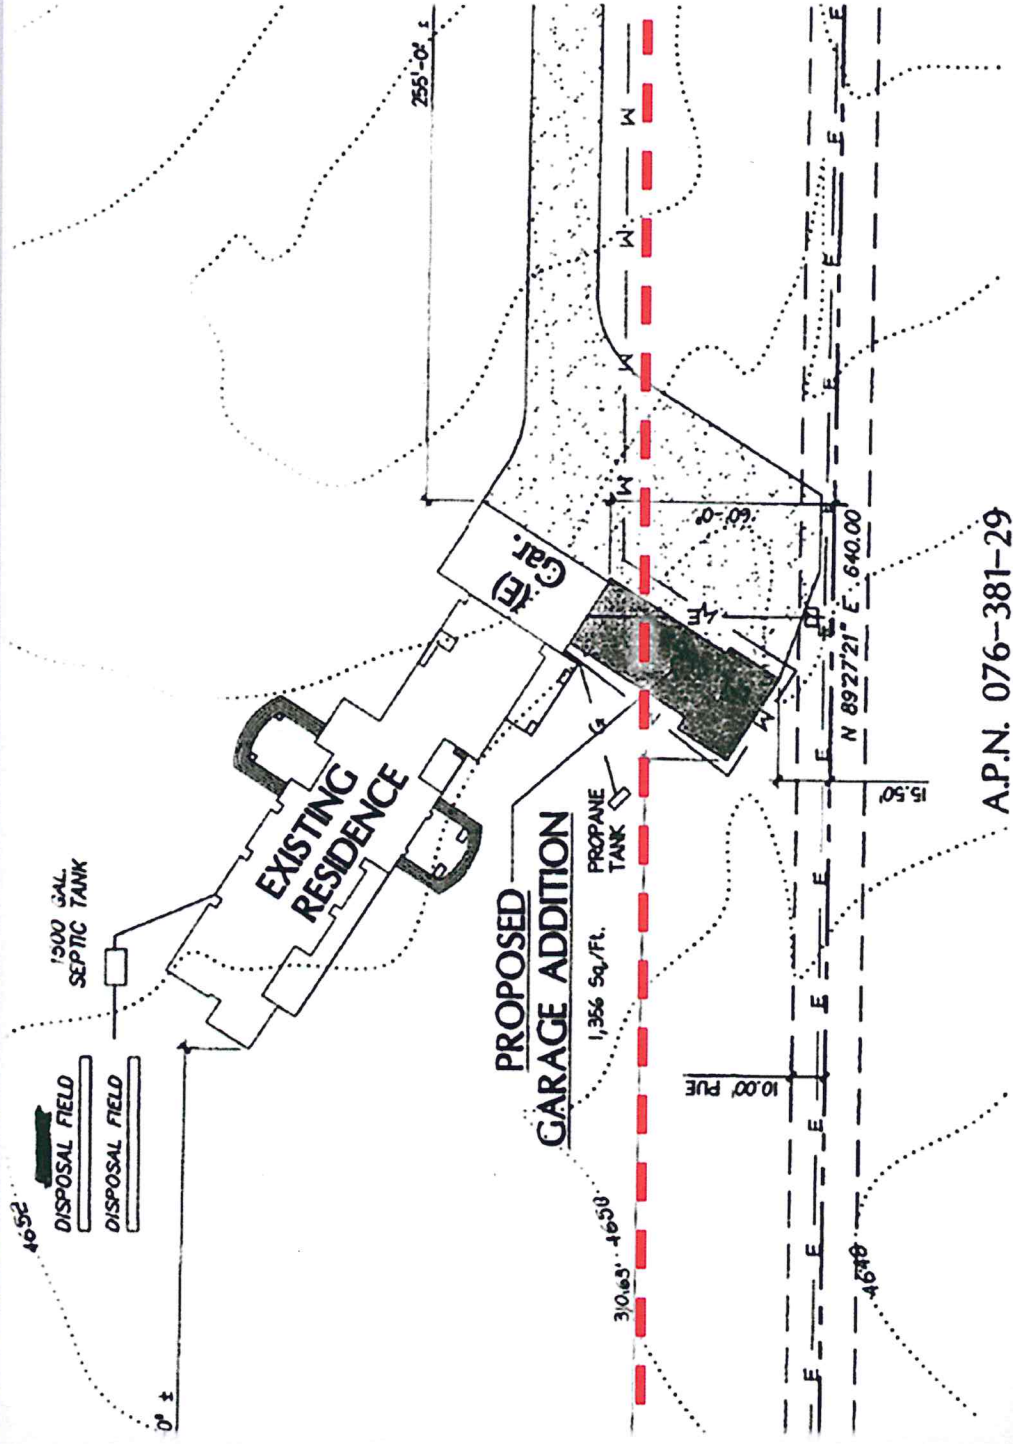 4652
DISPOSAL FIELD
DISPOSAL FIELD
1500 GAL.
SEPTIC TANK
EXISTING
RESIDENCE
(E)
Gar.
255'-0" ±
0" ±
PROPOSED
GARAGE ADDITION
1,356 Sq./Ft.
PROPANE
TANK
G
M
M
M
M
W
E
60'-0"
310.63'
4650
10.00' PUE
15.50'
N 89°27'21" E 640.00
E
E
E
E
E
E
E
E
E
E
E
4648
A.P.N. 076-381-29